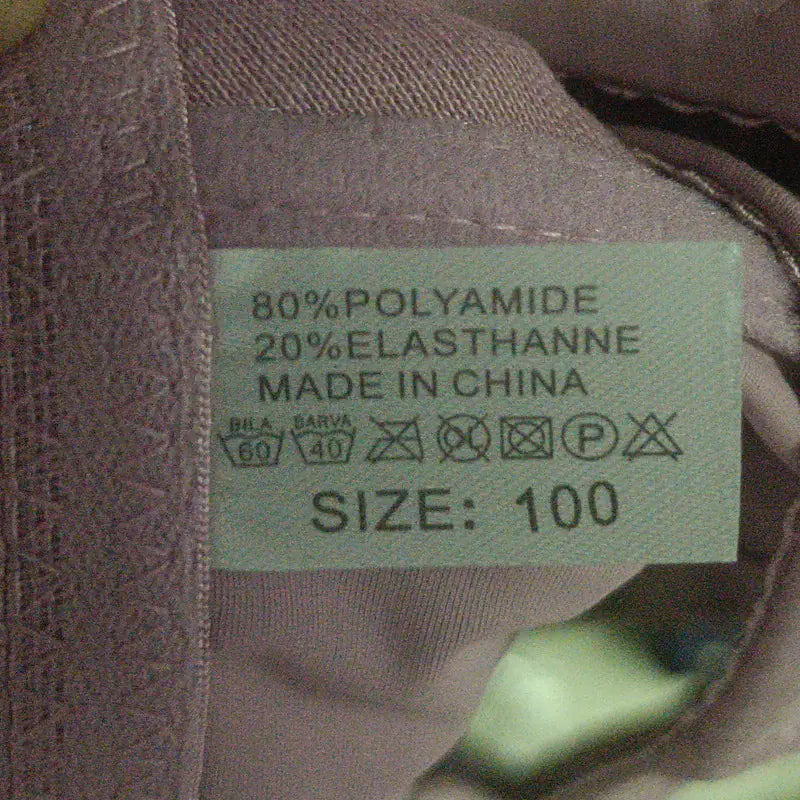 80%POLYAMIDE
20%ELASTHANNE
MADE IN CHINA
BILA BARVA
60 40 P
SIZE: 100